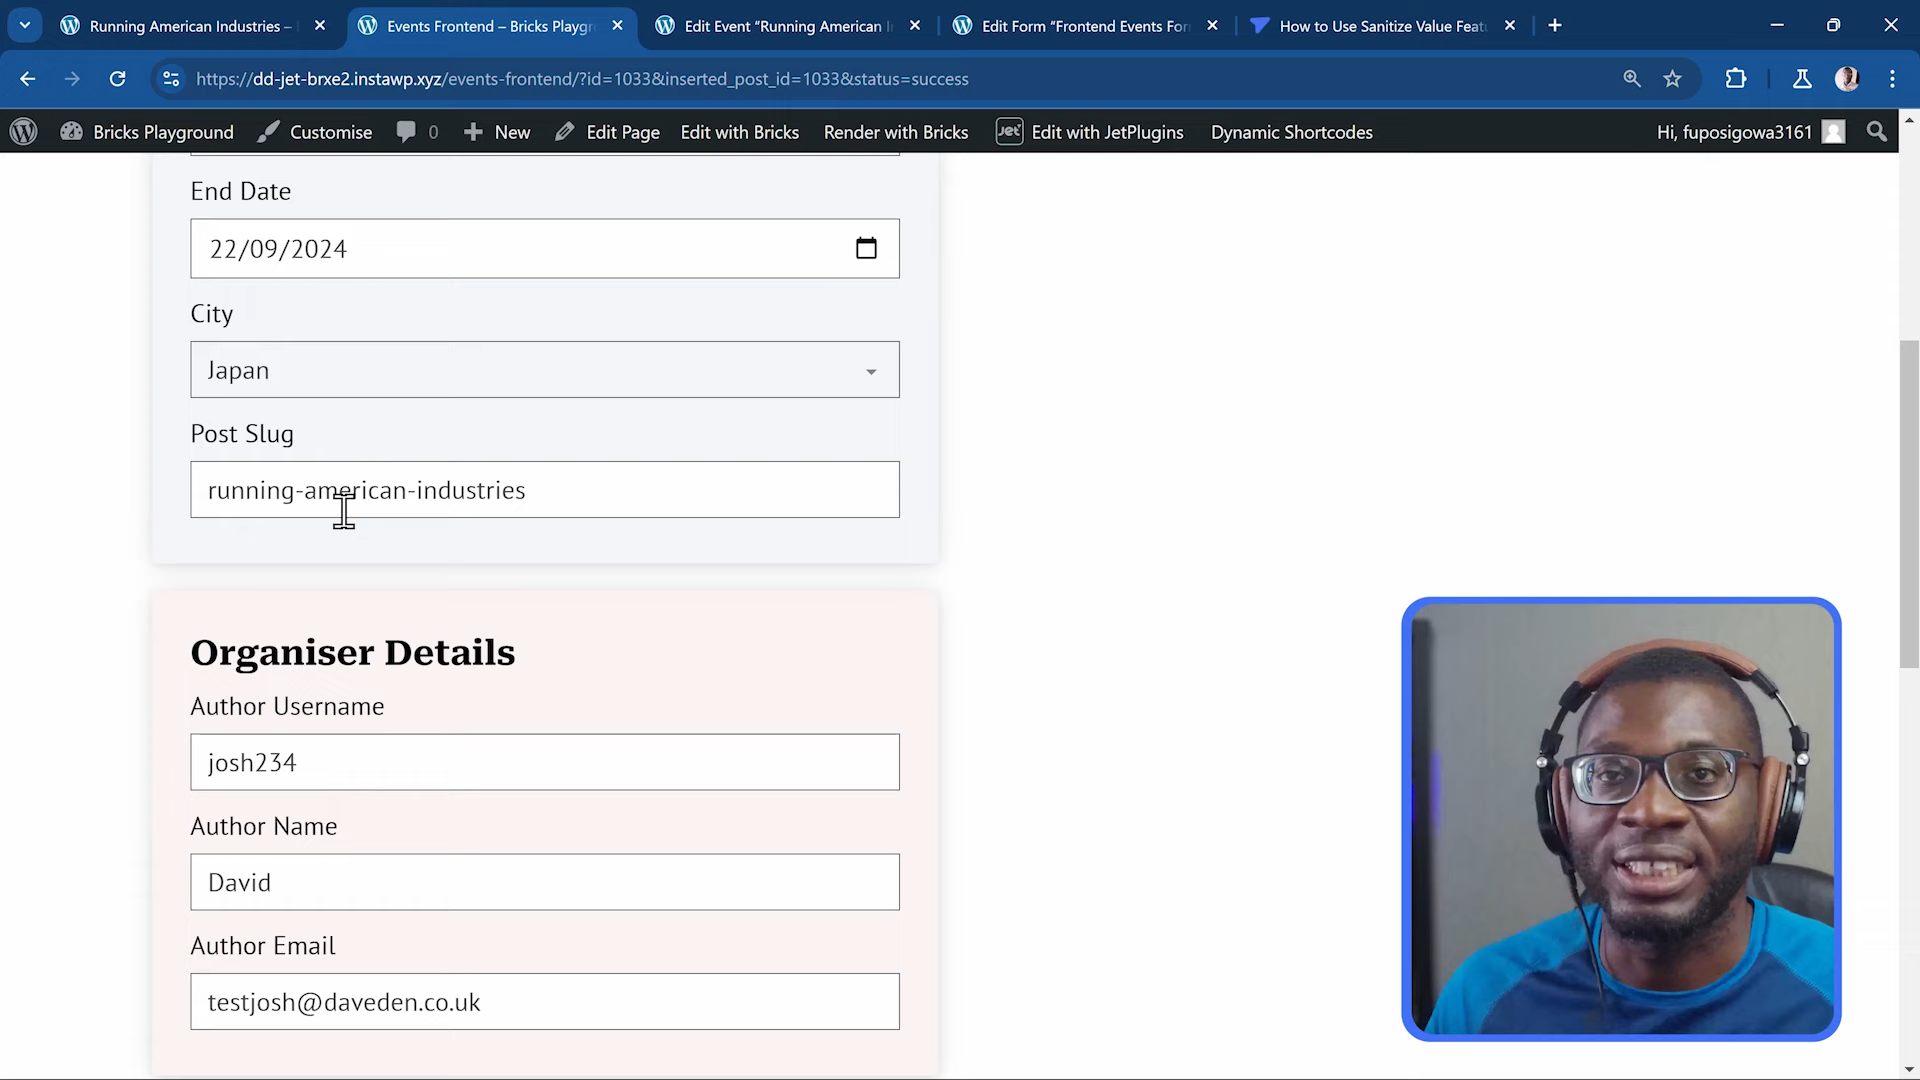 Running American Industries –
Events Frontend – Bricks Playgr
Edit Event “Running American I
Edit Form “Frontend Events For
How to Use Sanitize Value Feat
https://dd-jet-brxe2.instawp.xyz/events-frontend/?id=1033&inserted_post_id=1033&status=success
Bricks Playground
Customise
0
New
Edit Page
Edit with Bricks
Render with Bricks
Jet
Edit with JetPlugins
Dynamic Shortcodes
Hi, fuposigowa3161
End Date
22/09/2024
City
Japan
Post Slug
running-american-industries
Organiser Details
Author Username
josh234
Author Name
David
Author Email
testjosh@daveden.co.uk